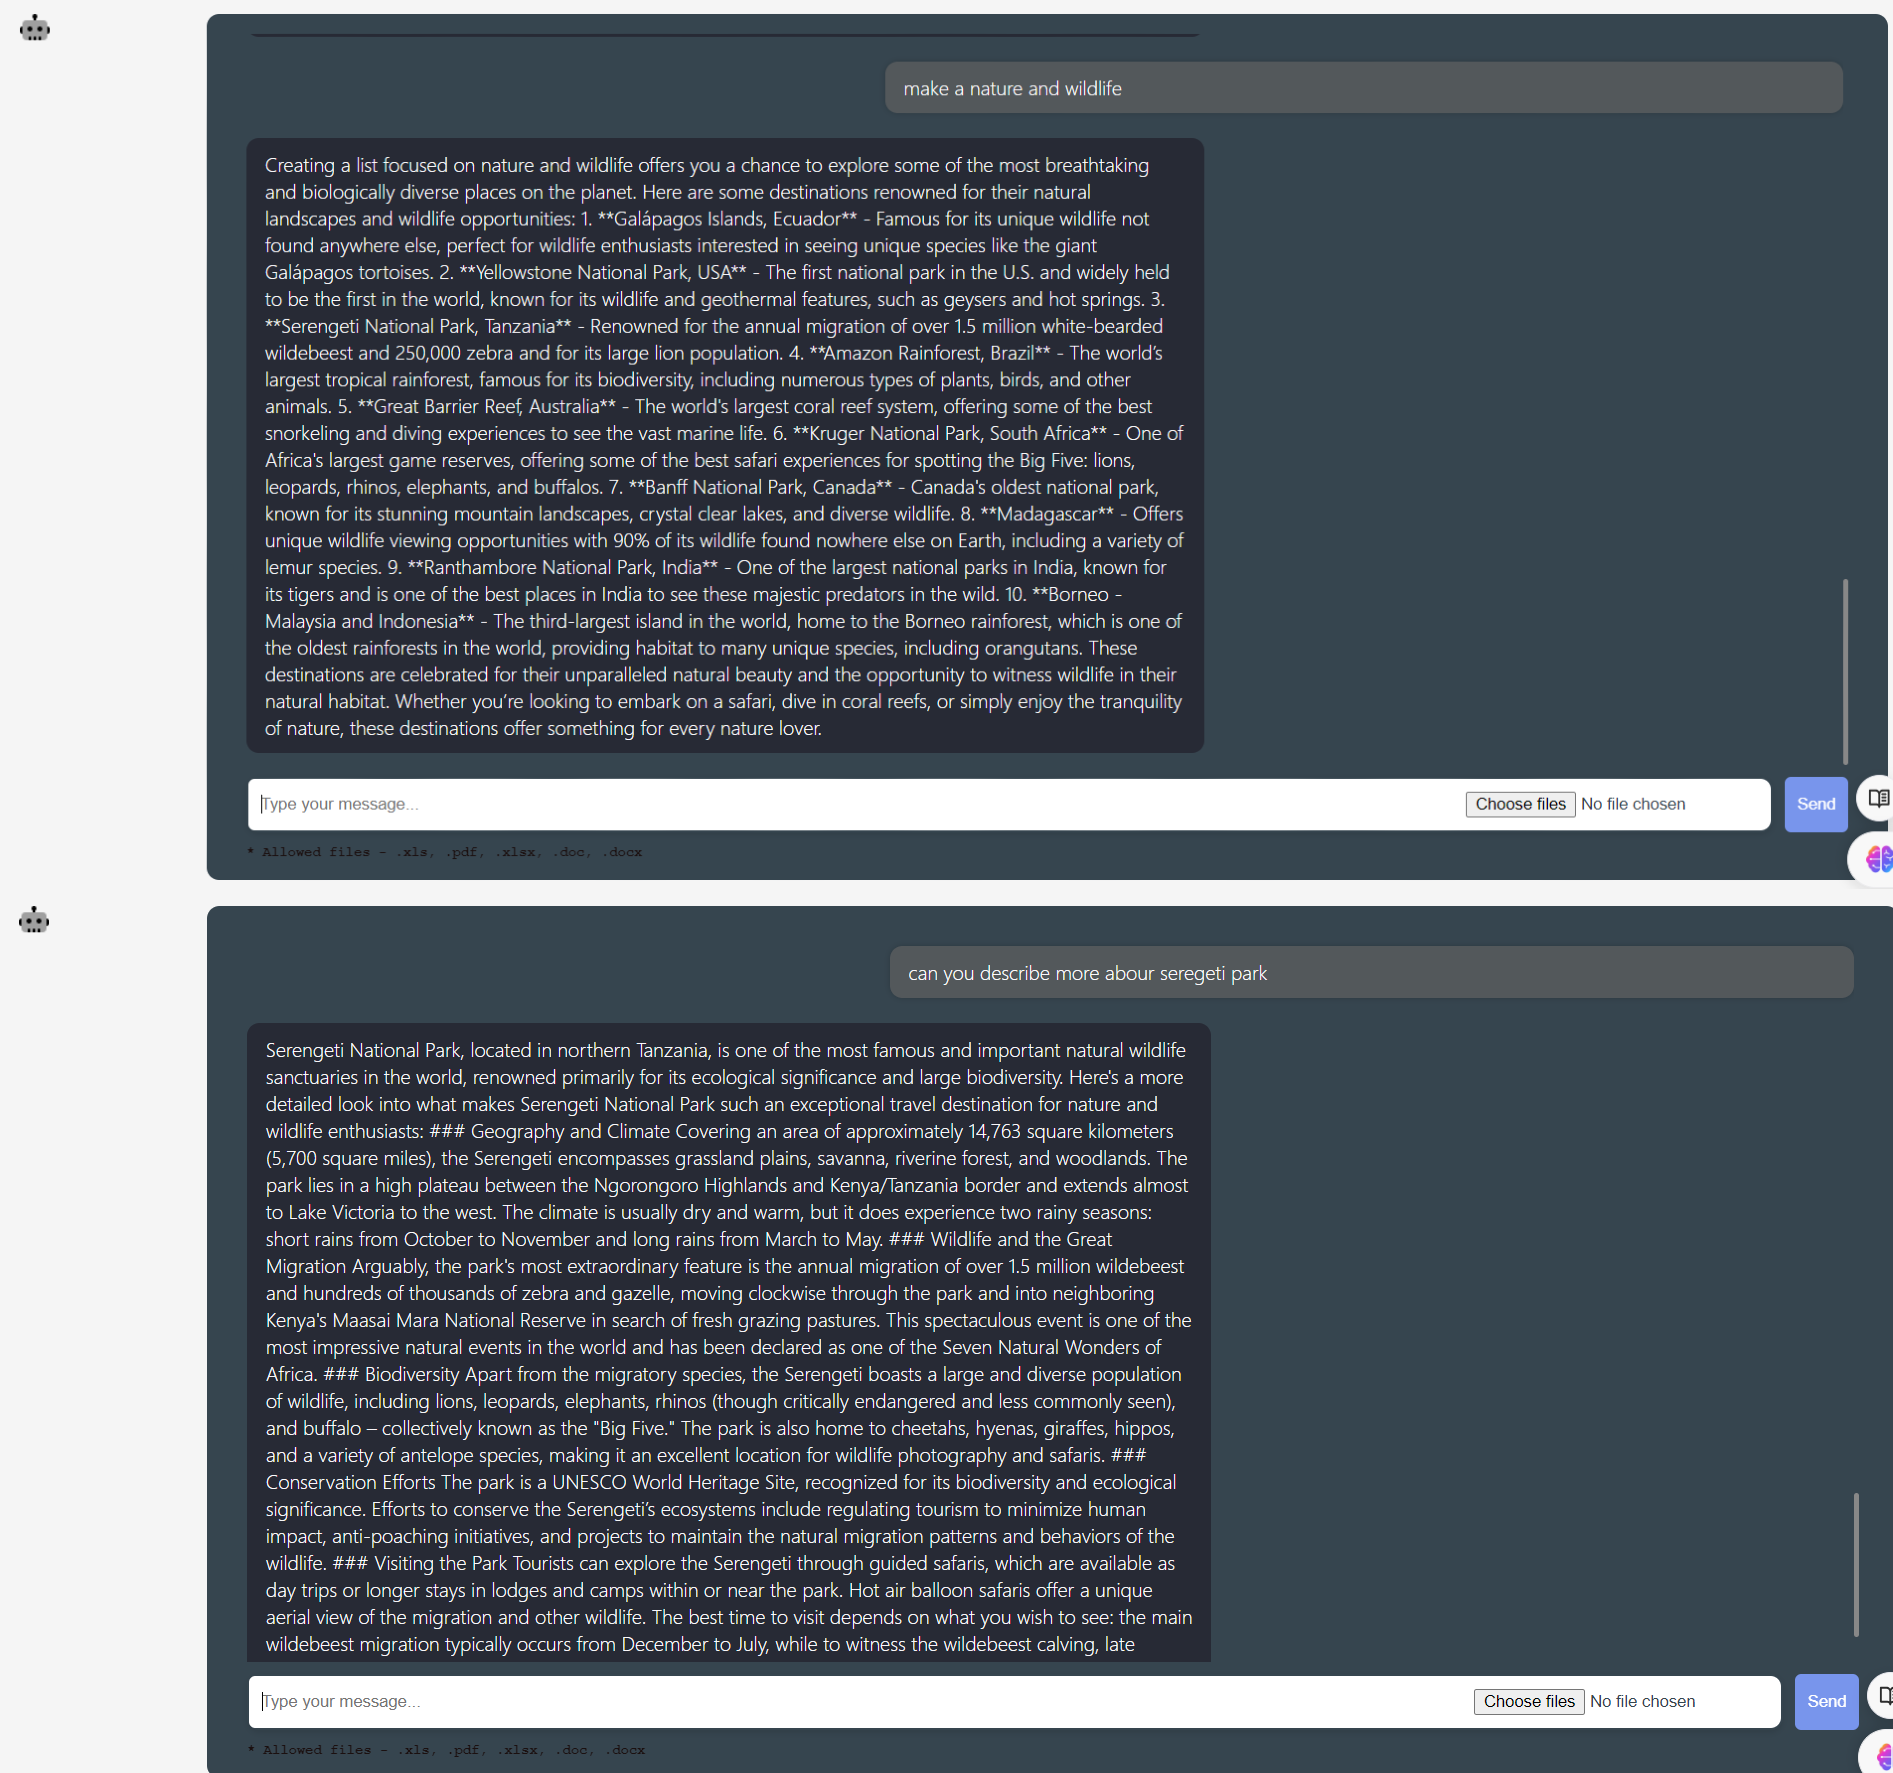 make a nature and wildlife
Creating a list focused on nature and wildlife offers you a chance to explore some of the most breathtaking
and biologically diverse places on the planet. Here are some destinations renowned for their natural
landscapes and wildlife opportunities: 1. **Galápagos Islands, Ecuador** - Famous for its unique wildlife not
found anywhere else, perfect for wildlife enthusiasts interested in seeing unique species like the giant
Galápagos tortoises. 2. **Yellowstone National Park, USA** - The first national park in the U.S. and widely held
to be the first in the world, known for its wildlife and geothermal features, such as geysers and hot springs. 3.
**Serengeti National Park, Tanzania** - Renowned for the annual migration of over 1.5 million white-bearded
wildebeest and 250,000 zebra and for its large lion population. 4. **Amazon Rainforest, Brazil** - The world’s
largest tropical rainforest, famous for its biodiversity, including numerous types of plants, birds, and other
animals. 5. **Great Barrier Reef, Australia** - The world's largest coral reef system, offering some of the best
snorkeling and diving experiences to see the vast marine life. 6. **Kruger National Park, South Africa** - One of
Africa's largest game reserves, offering some of the best safari experiences for spotting the Big Five: lions,
leopards, rhinos, elephants, and buffalos. 7. **Banff National Park, Canada** - Canada's oldest national park,
known for its stunning mountain landscapes, crystal clear lakes, and diverse wildlife. 8. **Madagascar** - Offers
unique wildlife viewing opportunities with 90% of its wildlife found nowhere else on Earth, including a variety of
lemur species. 9. **Ranthambore National Park, India** - One of the largest national parks in India, known for
its tigers and is one of the best places in India to see these majestic predators in the wild. 10. **Borneo -
Malaysia and Indonesia** - The third-largest island in the world, home to the Borneo rainforest, which is one of
the oldest rainforests in the world, providing habitat to many unique species, including orangutans. These
destinations are celebrated for their unparalleled natural beauty and the opportunity to witness wildlife in their
natural habitat. Whether you’re looking to embark on a safari, dive in coral reefs, or simply enjoy the tranquility
of nature, these destinations offer something for every nature lover.
Type your message... Choose files No file chosen Send
* Allowed files - .xls, .pdf, .xlsx, .doc, .docx
can you describe more abour seregeti park
Serengeti National Park, located in northern Tanzania, is one of the most famous and important natural wildlife
sanctuaries in the world, renowned primarily for its ecological significance and large biodiversity. Here's a more
detailed look into what makes Serengeti National Park such an exceptional travel destination for nature and
wildlife enthusiasts: ### Geography and Climate Covering an area of approximately 14,763 square kilometers
(5,700 square miles), the Serengeti encompasses grassland plains, savanna, riverine forest, and woodlands. The
park lies in a high plateau between the Ngorongoro Highlands and Kenya/Tanzania border and extends almost
to Lake Victoria to the west. The climate is usually dry and warm, but it does experience two rainy seasons:
short rains from October to November and long rains from March to May. ### Wildlife and the Great
Migration Arguably, the park's most extraordinary feature is the annual migration of over 1.5 million wildebeest
and hundreds of thousands of zebra and gazelle, moving clockwise through the park and into neighboring
Kenya's Maasai Mara National Reserve in search of fresh grazing pastures. This spectaculous event is one of the
most impressive natural events in the world and has been declared as one of the Seven Natural Wonders of
Africa. ### Biodiversity Apart from the migratory species, the Serengeti boasts a large and diverse population
of wildlife, including lions, leopards, elephants, rhinos (though critically endangered and less commonly seen),
and buffalo – collectively known as the "Big Five." The park is also home to cheetahs, hyenas, giraffes, hippos,
and a variety of antelope species, making it an excellent location for wildlife photography and safaris. ###
Conservation Efforts The park is a UNESCO World Heritage Site, recognized for its biodiversity and ecological
significance. Efforts to conserve the Serengeti’s ecosystems include regulating tourism to minimize human
impact, anti-poaching initiatives, and projects to maintain the natural migration patterns and behaviors of the
wildlife. ### Visiting the Park Tourists can explore the Serengeti through guided safaris, which are available as
day trips or longer stays in lodges and camps within or near the park. Hot air balloon safaris offer a unique
aerial view of the migration and other wildlife. The best time to visit depends on what you wish to see: the main
wildebeest migration typically occurs from December to July, while to witness the wildebeest calving, late
Type your message... Choose files No file chosen Send
* Allowed files - .xls, .pdf, .xlsx, .doc, .docx